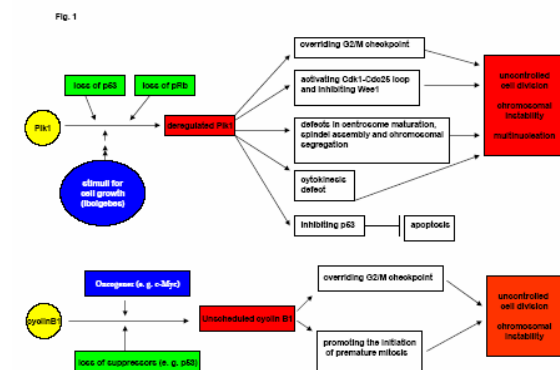 Fig. 1
overriding G2/M checkpoint
loss of p53
loss of pRb
activating Cdk1-Cdc25 loop
and inhibiting Wee1
uncontrolled
cell division
chromosomal
instability
multinucleation
Plk1
deregulated Plk1
defects in centrosome maturation,
spindel assembly and chromosomal
segregation
stimuli for
cell growth
cytokinesis
defect
inhibiting p53
apoptosis
Oncogenes (e. g. c-Myc)
overriding G2/M checkpoint
cyclinB1
Unscheduled cyclin B1
uncontrolled
cell division
chromosomal
instability
loss of suppressors (e. g. p53)
promoting the initiation
of premature mitosis